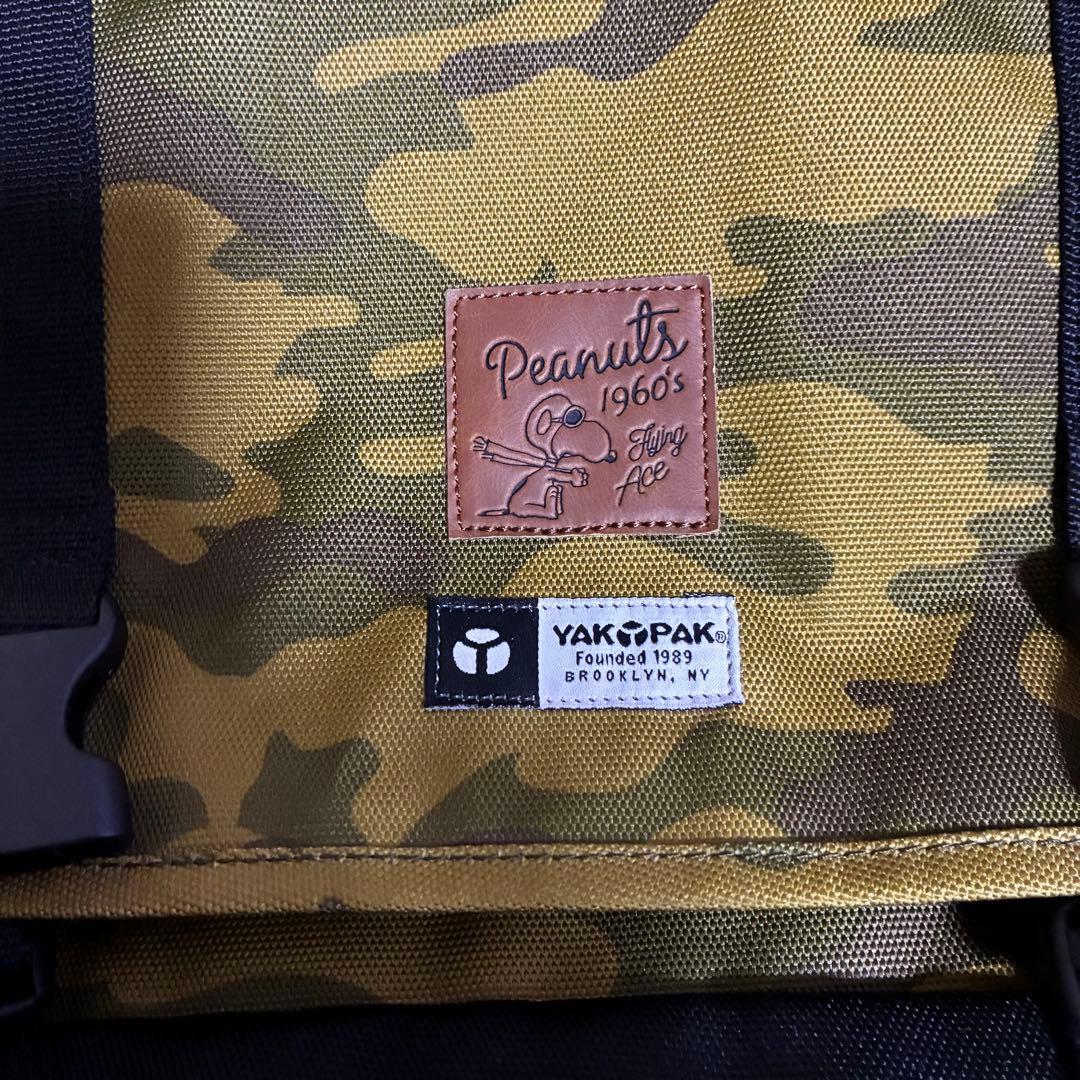 Peanuts
1960's
Flying
Ace
YAKPAK®
Founded 1989
BROOKLYN, NY